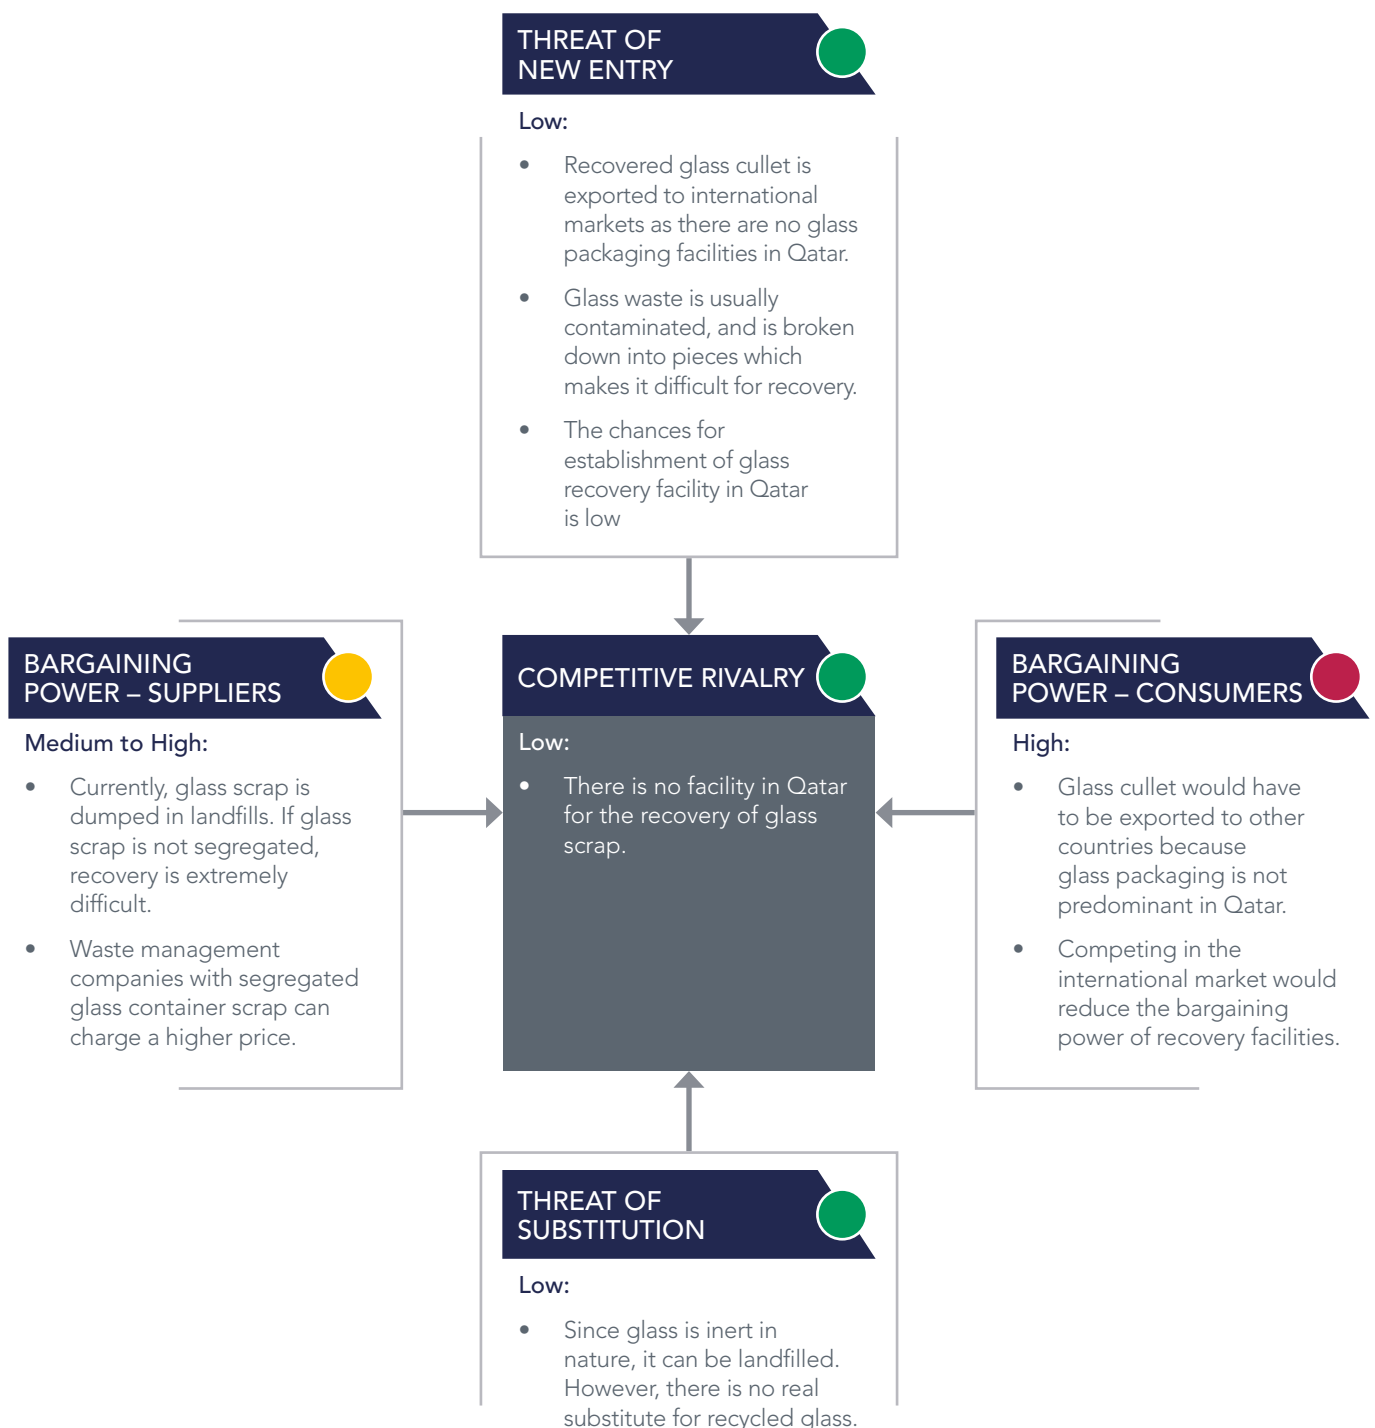 THREAT OF
NEW ENTRY
Low:
• Recovered glass cullet is
exported to international
markets as there are no glass
packaging facilities in Qatar.
• Glass waste is usually
contaminated, and is broken
down into pieces which
makes it difficult for recovery.
• The chances for
establishment of glass
recovery facility in Qatar
is low
BARGAINING
POWER – SUPPLIERS
Medium to High:
• Currently, glass scrap is
dumped in landfills. If glass
scrap is not segregated,
recovery is extremely
difficult.
• Waste management
companies with segregated
glass container scrap can
charge a higher price.
COMPETITIVE RIVALRY
Low:
• There is no facility in Qatar
for the recovery of glass
scrap.
BARGAINING
POWER – CONSUMERS
High:
• Glass cullet would have
to be exported to other
countries because
glass packaging is not
predominant in Qatar.
• Competing in the
international market would
reduce the bargaining
power of recovery facilities.
THREAT OF
SUBSTITUTION
Low:
• Since glass is inert in
nature, it can be landfilled.
However, there is no real
substitute for recycled glass.